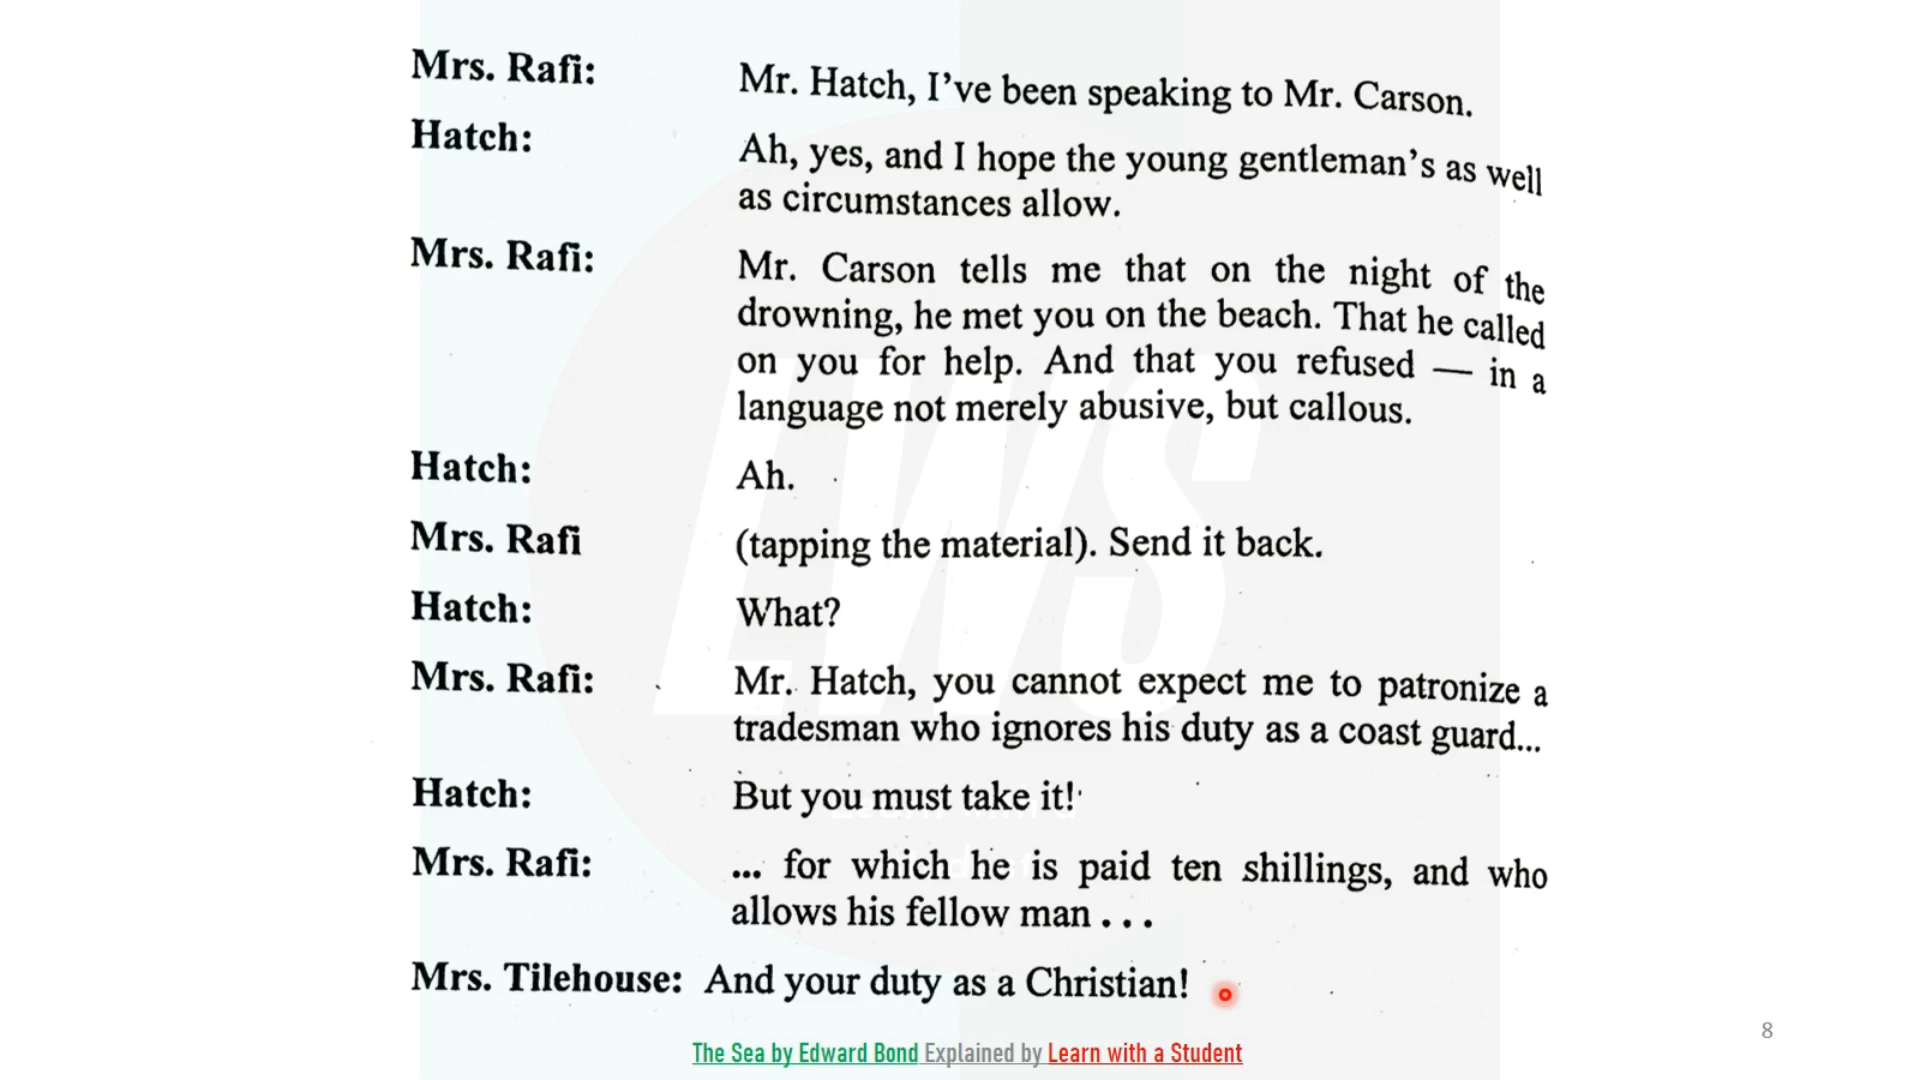 Mrs. Rafi: Mr. Hatch, I've been speaking to Mr. Carson.
Hatch: Ah, yes, and I hope the young gentleman's as well
as circumstances allow.
Mrs. Rafi: Mr. Carson tells me that on the night of the
drowning, he met you on the beach. That he called
on you for help. And that you refused — in a
language not merely abusive, but callous.
Hatch: Ah.
Mrs. Rafi (tapping the material). Send it back.
Hatch: What?
Mrs. Rafi: Mr. Hatch, you cannot expect me to patronize a
tradesman who ignores his duty as a coast guard...
Hatch: But you must take it!
Mrs. Rafi: ... for which he is paid ten shillings, and who
allows his fellow man . . .
Mrs. Tilehouse: And your duty as a Christian!
8
The Sea by Edward Bond Explained by Learn with a Student
LWS